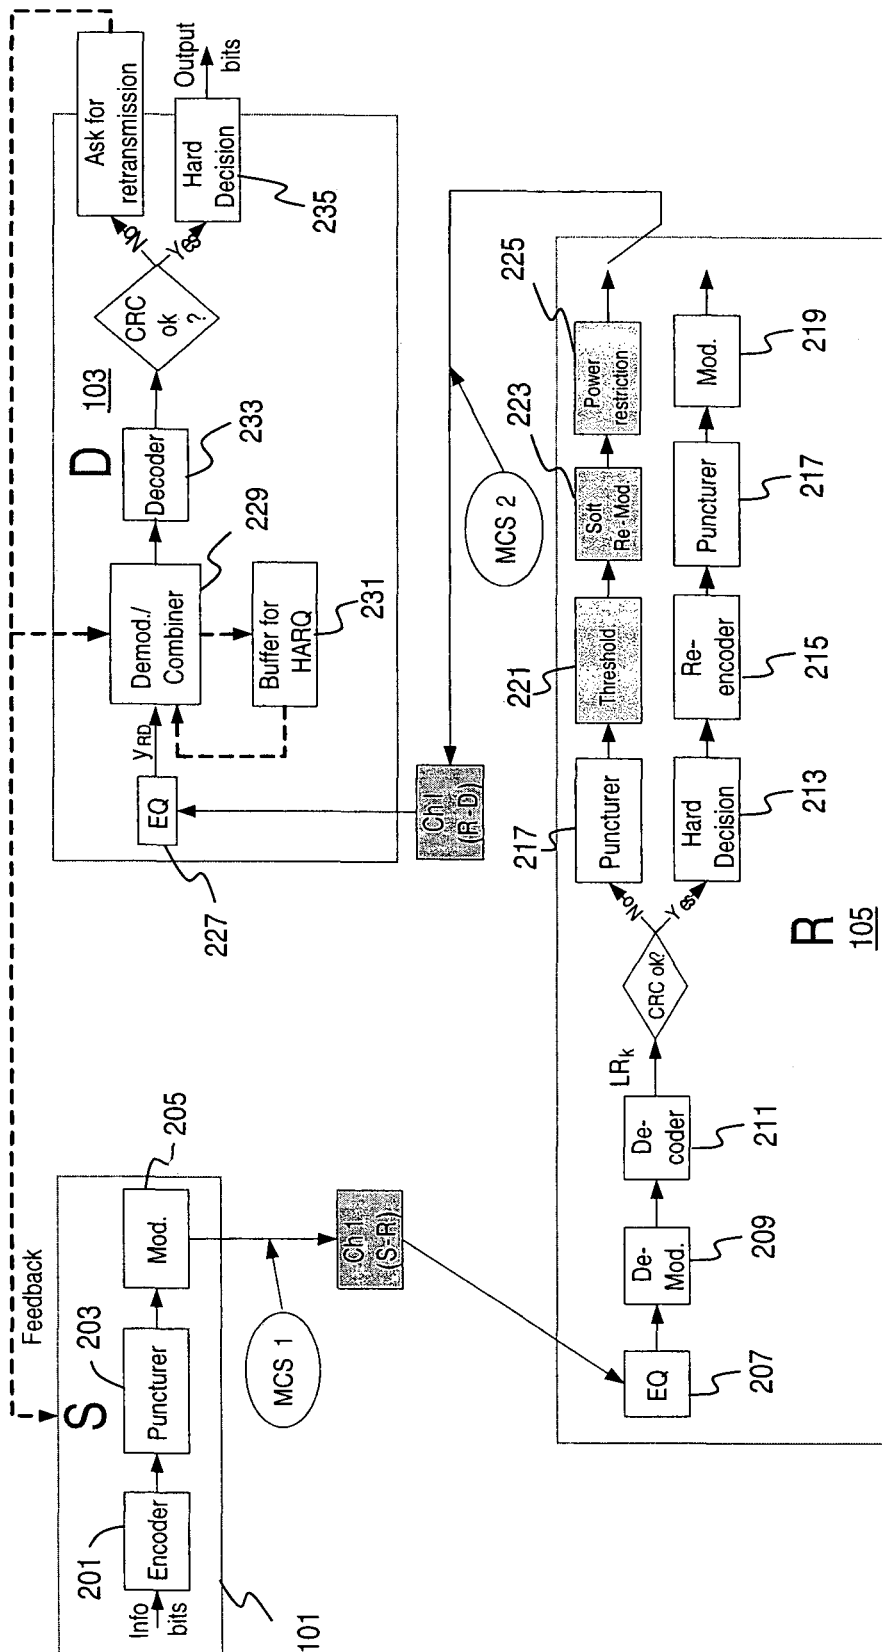 Feedback
S
203
205
201
Info
bits
Encoder
Puncturer
Mod.
101
MCS 1
Ch 1
(S-R)
D
103
233
229
231
227
EQ
yRD
Demod./
Combiner
Buffer for
HARQ
Decoder
CRC
ok
?
No
Yes
Ask for
retransmission
Hard
Decision
235
Output
bits
Ch 1
(R-D)
MCS 2
EQ
207
De-
Mod.
209
De-
coder
211
LRk
CRC ok?
No
Yes
217
Puncturer
221
Threshold
223
Soft
Re-Mod.
225
Power
restriction
Hard
Decision
213
Re-
encoder
215
Puncturer
217
Mod.
219
R
105